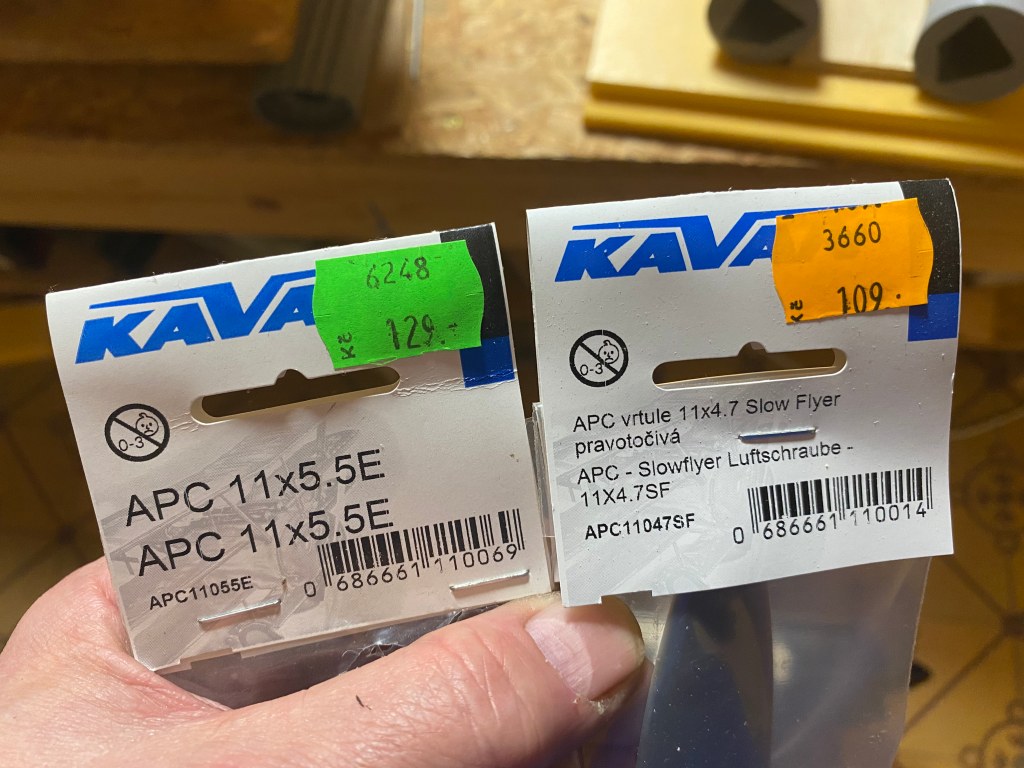 KAVA
6248
Kč 129.-
0-3
APC 11x5.5E
APC 11x5.5E
APC11055E
0 686661 110069
KAVA
3660
Kč 109.-
0-3
APC vrtule 11x4.7 Slow Flyer
pravotočivá
APC - Slowflyer Luftschraube -
11X4.7SF
APC11047SF
0 686661 110014